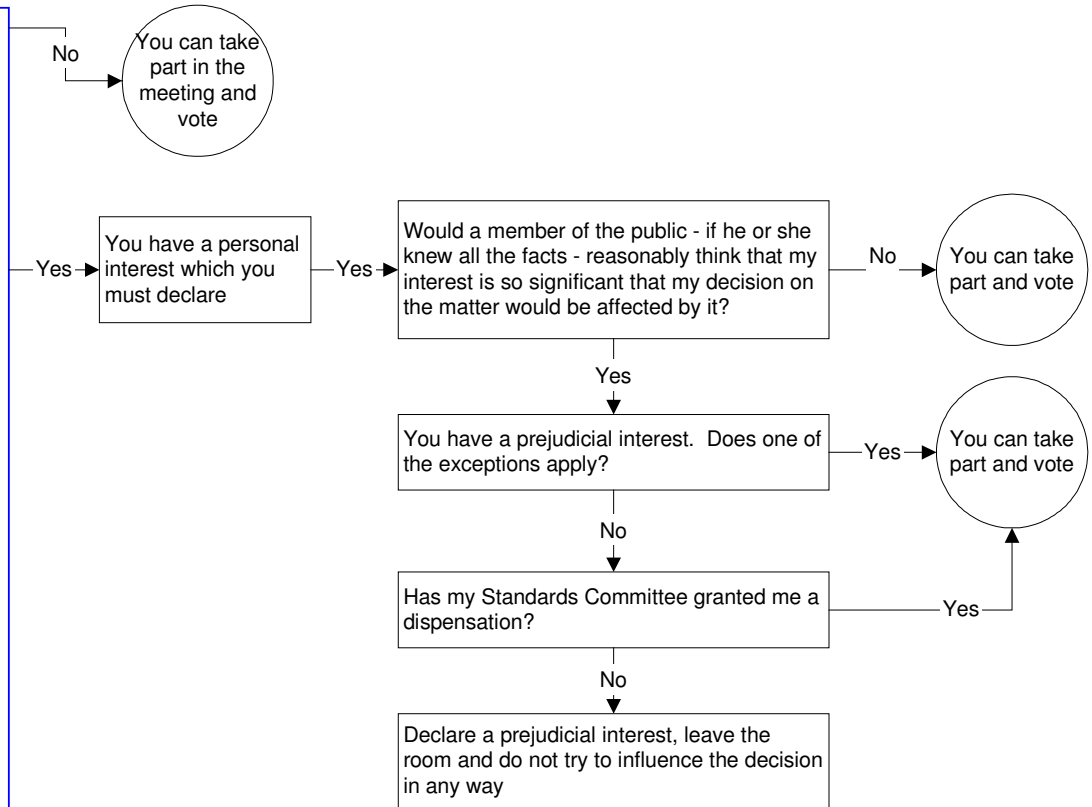 No
You can take
part in the
meeting and
vote
Yes
You have a personal
interest which you
must declare
Yes
Would a member of the public - if he or she
knew all the facts - reasonably think that my
interest is so significant that my decision on
the matter would be affected by it?
No
You can take
part and vote
Yes
You have a prejudicial interest.  Does one of
the exceptions apply?
Yes
You can take
part and vote
No
Has my Standards Committee granted me a
dispensation?
Yes
No
Declare a prejudicial interest, leave the
room and do not try to influence the decision
in any way